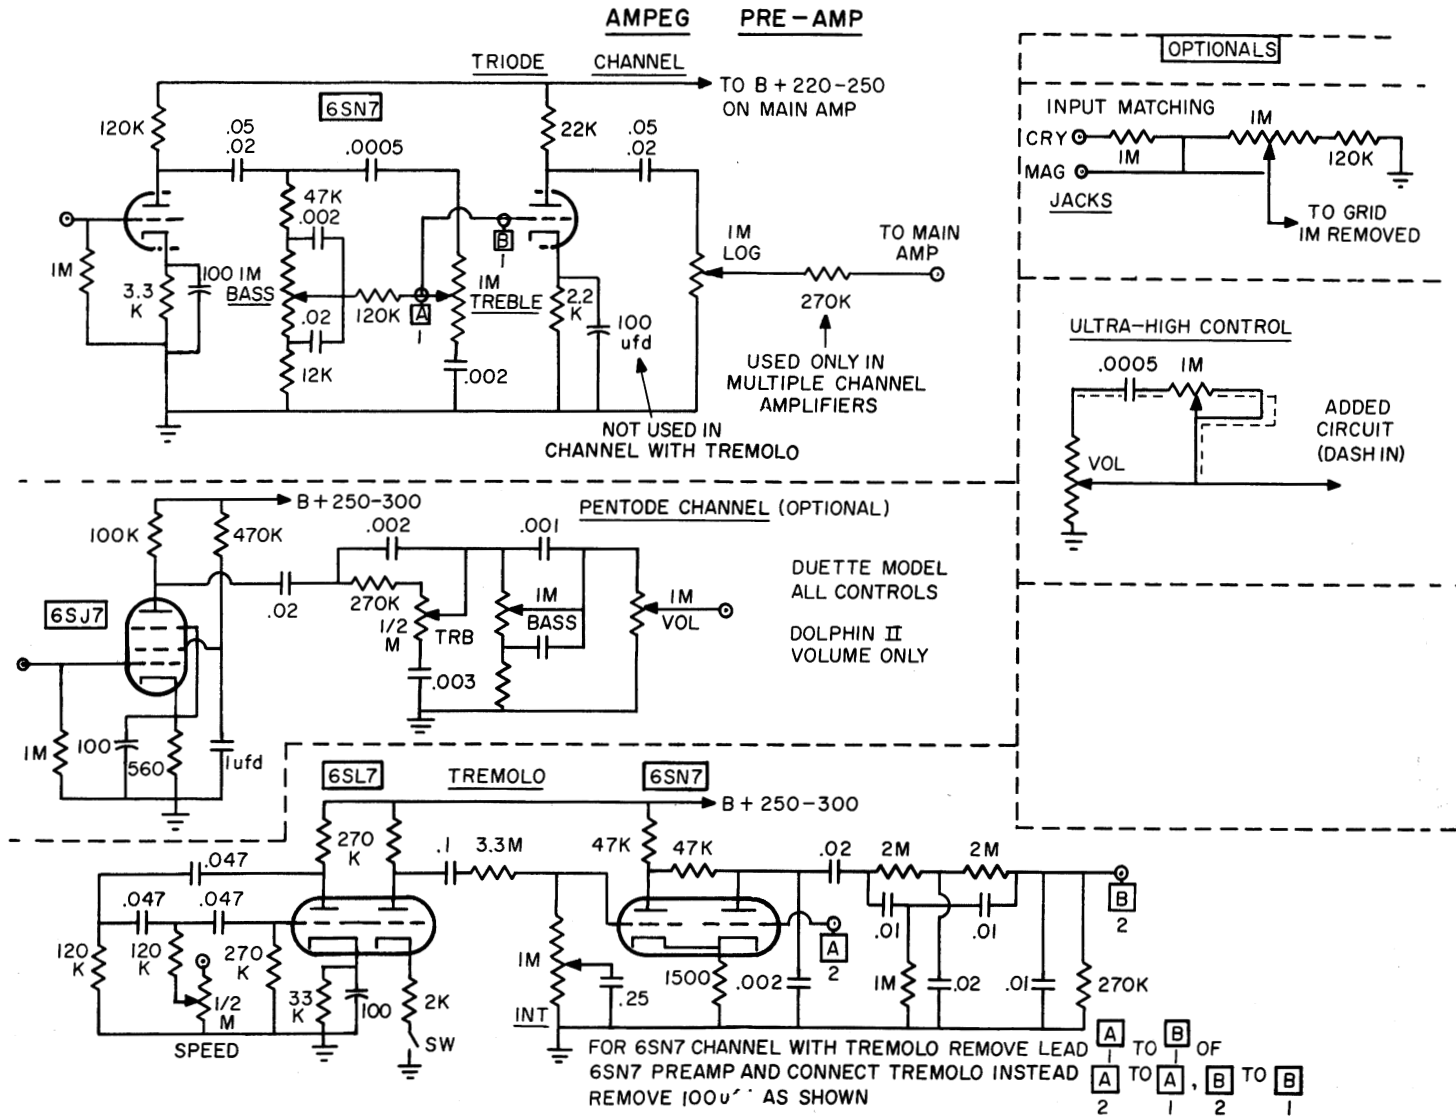 AMPEG PRE-AMP
TRIODE CHANNEL
TO B+220-250
ON MAIN AMP
6SN7
120K
.05
.02
.0005
22K
.05
.02
47K
.002
B
1
1M
LOG
TO MAIN
AMP
1M
3.3
K
100
1M
BASS
120K
A
1
1M
TREBLE
2.2
K
270K
.02
100
ufd
12K
.002
USED ONLY IN
MULTIPLE CHANNEL
AMPLIFIERS
NOT USED IN
CHANNEL WITH TREMOLO
OPTIONALS
INPUT MATCHING
CRY
1M
1M
120K
MAG
JACKS
TO GRID
1M REMOVED
ULTRA-HIGH CONTROL
.0005
1M
VOL
ADDED
CIRCUIT
(DASH IN)
B+250-300
PENTODE CHANNEL (OPTIONAL)
100K
470K
.002
.001
6SJ7
.02
270K
1/2
M
TRB
1M
BASS
1M
VOL
DUETTE MODEL
ALL CONTROLS
DOLPHIN II
VOLUME ONLY
.003
1M
100
560
1ufd
6SL7
TREMOLO
6SN7
B+250-300
270
K
.1
3.3M
47K
47K
.02
2M
2M
.047
.047
.047
.01
.01
B
2
A
2
120
K
120
K
270
K
1/2
M
SPEED
33
K
100
2K
SW
1M
INT
.25
1500
.002
1M
.02
.01
270K
FOR 6SN7 CHANNEL WITH TREMOLO REMOVE LEAD A 1 TO B 1 OF
6SN7 PREAMP AND CONNECT TREMOLO INSTEAD A 2 TO A 1, B 2 TO B 1
REMOVE AS SHOWN